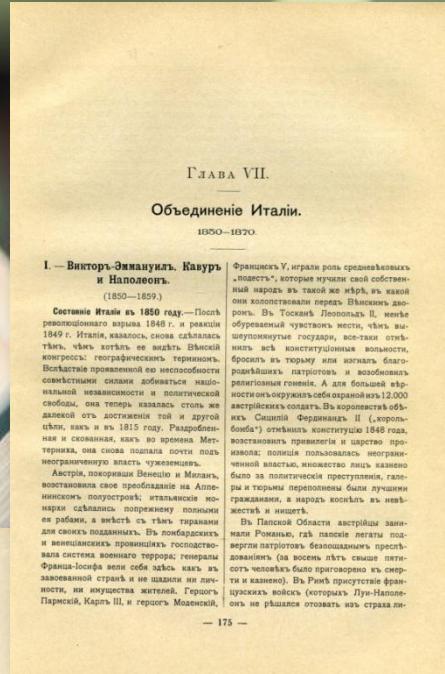 Глава VII.
Объединеніе Италіи.
1850—1870.
I. — Викторъ-Эммануилъ. Кавуръ
и Наполеонъ.
(1850—1859.)
Состояніе Италіи въ 1850 году.—Послѣ
революціоннаго взрыва 1848 г. и реакціи
1849 г. Италія, казалось, снова сдѣлалась
тѣмъ, чѣмъ хотѣлъ ее видѣть Вѣнскій
конгрессъ: географическимъ терминомъ.
Вслѣдствіе проявленной ею неспособности
совмѣстными силами добиваться націо-
нальной независимости и политической
свободы, она теперь казалась столь же
далекой отъ достиженія той и другой
цѣли, какъ и въ 1815 году. Раздроблен-
ная и скованная, какъ во времена Мет-
терниха, она снова подпала почти подъ
неограниченную власть чужеземцевъ.
Австрія, покоривши Венецію и Миланъ,
возстановила свое преобладаніе на Аппе-
нинскомъ полуостровѣ; итальянскіе мо-
нархи сдѣлались попрежнему полными
ея рабами, а вмѣстѣ съ тѣмъ тиранами
для своихъ подданныхъ. Въ ломбардскихъ
и венеціанскихъ провинціяхъ господство-
вала система военнаго террора; генералы
Франца-Іосифа вели себя здѣсь какъ въ
завоеванной странѣ и не щадили ни лич-
ности, ни имущества жителей. Герцогъ
Пармскій, Карлъ III, и герцогъ Моденскій,
Францискъ V, играли роль средневѣковыхъ
„подестъ“, которые мучили свой собствен-
ный народъ въ такой же мѣрѣ, въ какой
они холопствовали передъ Вѣнскимъ дво-
ромъ. Въ Тосканѣ Леопольдъ II, менѣе
обуреваемый чувствомъ мести, чѣмъ вы-
шеупомянутые государи, все-таки отмѣ-
нилъ всѣ конституціонныя вольности,
бросилъ въ тюрьму или изгналъ благо-
роднѣйшихъ патріотовъ и возобновилъ
религіозныя гоненія. А для большей вѣр-
ности онъ окружилъ себя охраной изъ 12.000
австрійскихъ солдатъ. Въ королевствѣ обѣ-
ихъ Сицилій Фердинандъ II („король-
бомба“) отмѣнилъ конституцію 1848 года,
возстановилъ привилегіи и царство про-
извола; полиція пользовалась неограни-
ченной властью, множество лицъ казнено
было за политическія преступленія, гале-
ры и тюрьмы переполнены были лучшими
гражданами, а народъ коснѣлъ въ невѣ-
жествѣ и нищетѣ.
Въ Папской Области австрійцы зани-
мали Романью, гдѣ папскіе легаты под-
вергли патріотовъ безпощаднымъ преслѣ-
дованіямъ (за восемь лѣтъ свыше пяти-
сотъ человѣкъ было приговорено къ смер-
ти и казнено). Въ Римѣ присутствіе фран-
цузскихъ войскъ (которыхъ Луи-Наполе-
онъ не рѣшался отозвать изъ страха ли-
— 175 —